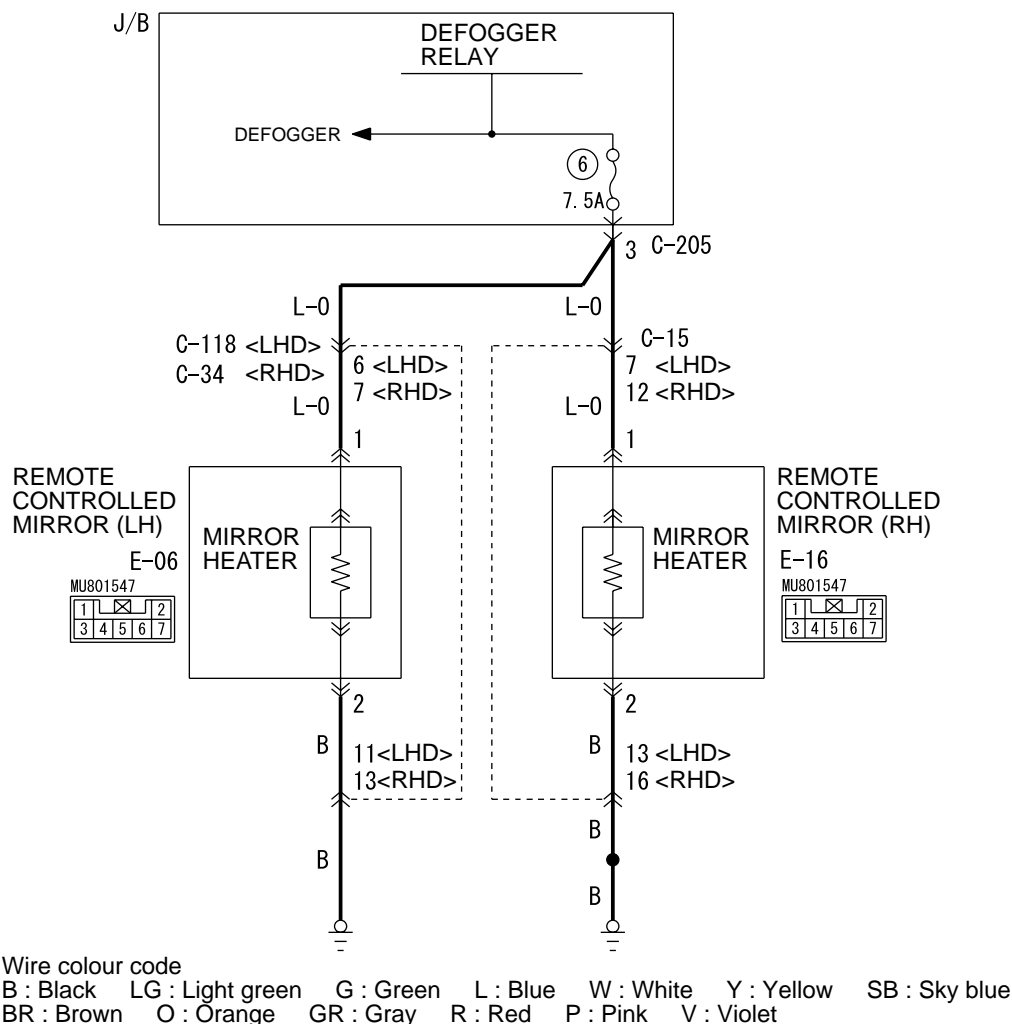 J/B
DEFOGGER
RELAY
DEFOGGER
6
7.5A
3 C-205
L-O
L-O
C-118 <LHD>
C-34 <RHD>
6 <LHD>
7 <RHD>
C-15
7 <LHD>
12 <RHD>
L-O
L-O
1
1
REMOTE
CONTROLLED
MIRROR (LH)
E-06
MU801547
1 2
3 4 5 6 7
MIRROR
HEATER
MIRROR
HEATER
REMOTE
CONTROLLED
MIRROR (RH)
E-16
MU801547
1 2
3 4 5 6 7
2
2
B
11<LHD>
13<RHD>
B
13 <LHD>
16 <RHD>
B
B
B
Wire colour code
B : Black LG : Light green G : Green L : Blue W : White Y : Yellow SB : Sky blue
BR : Brown O : Orange GR : Gray R : Red P : Pink V : Violet